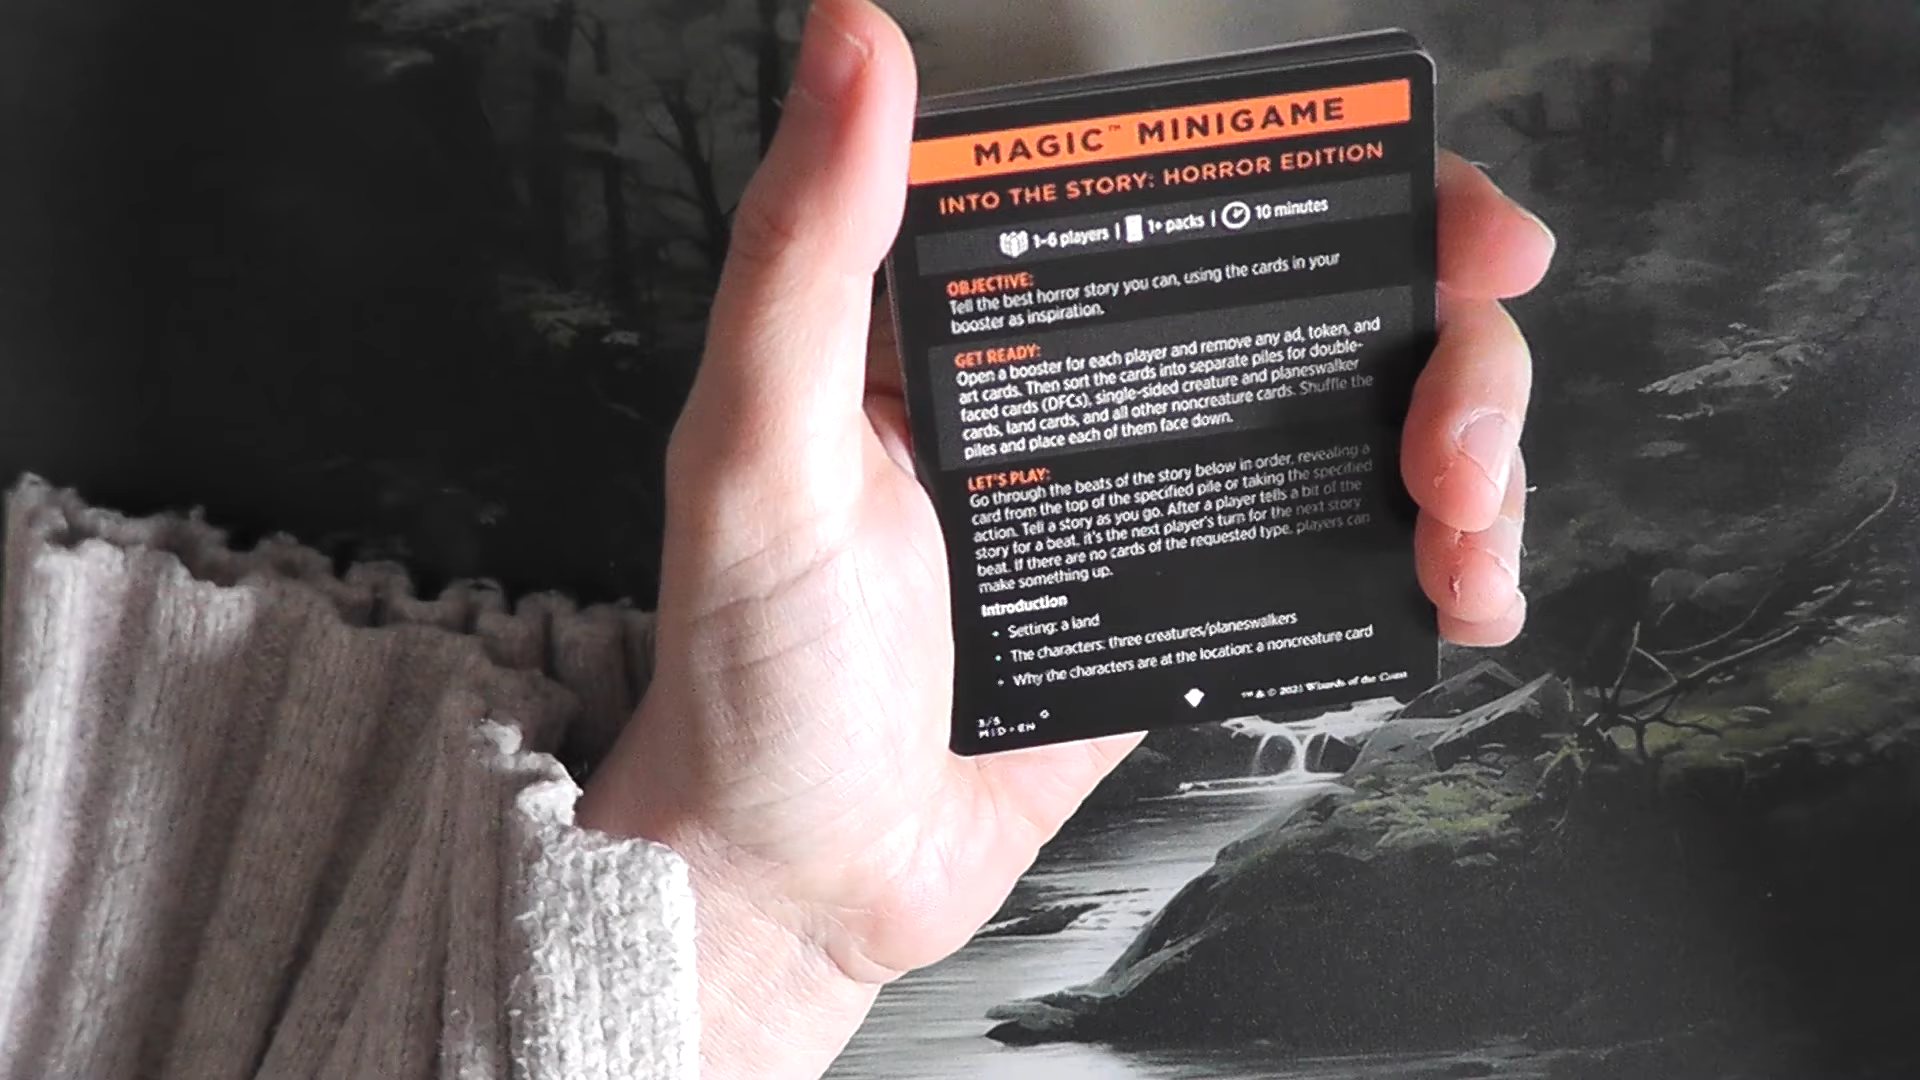 MAGIC™ MINIGAME
INTO THE STORY: HORROR EDITION
1-6 players | 1+ packs | 10 minutes
OBJECTIVE:
Tell the best horror story you can, using the cards in your
booster as inspiration.
GET READY:
Open a booster for each player and remove any ad, token, and
art cards. Then sort the cards into separate piles for double-
faced cards (DFCs), single-sided creature and planeswalker
cards, land cards, and all other noncreature cards. Shuffle the
piles and place each of them face down.
LET'S PLAY:
Go through the beats of the story below in order, revealing a
card from the top of the specified pile or taking the specified
action. Tell a story as you go. After a player tells a bit of the
story for a beat, it's the next player's turn for the next story
beat. If there are no cards of the requested type, players can
make something up.
Introduction
• Setting: a land
• The characters: three creatures/planeswalkers
• Why the characters are at the location: a noncreature card
3/5
MID • EN
™ & © 2021 Wizards of the Coast